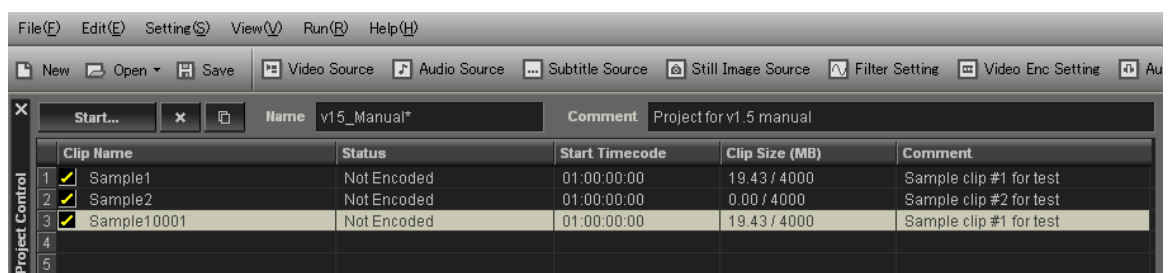 File(F) Edit(E) Setting(S) View(V) Run(R) Help(H)
New Open Save Video Source Audio Source Subtitle Source Still Image Source Filter Setting Video Enc Setting Au
Start... Name v15_Manual* Comment Project for v1.5 manual
Project Control
Clip Name Status Start Timecode Clip Size (MB) Comment
1 Sample1 Not Encoded 01:00:00:00 19.43 / 4000 Sample clip #1 for test
2 Sample2 Not Encoded 01:00:00:00 0.00 / 4000 Sample clip #2 for test
3 Sample10001 Not Encoded 01:00:00:00 19.43 / 4000 Sample clip #1 for test
4
5